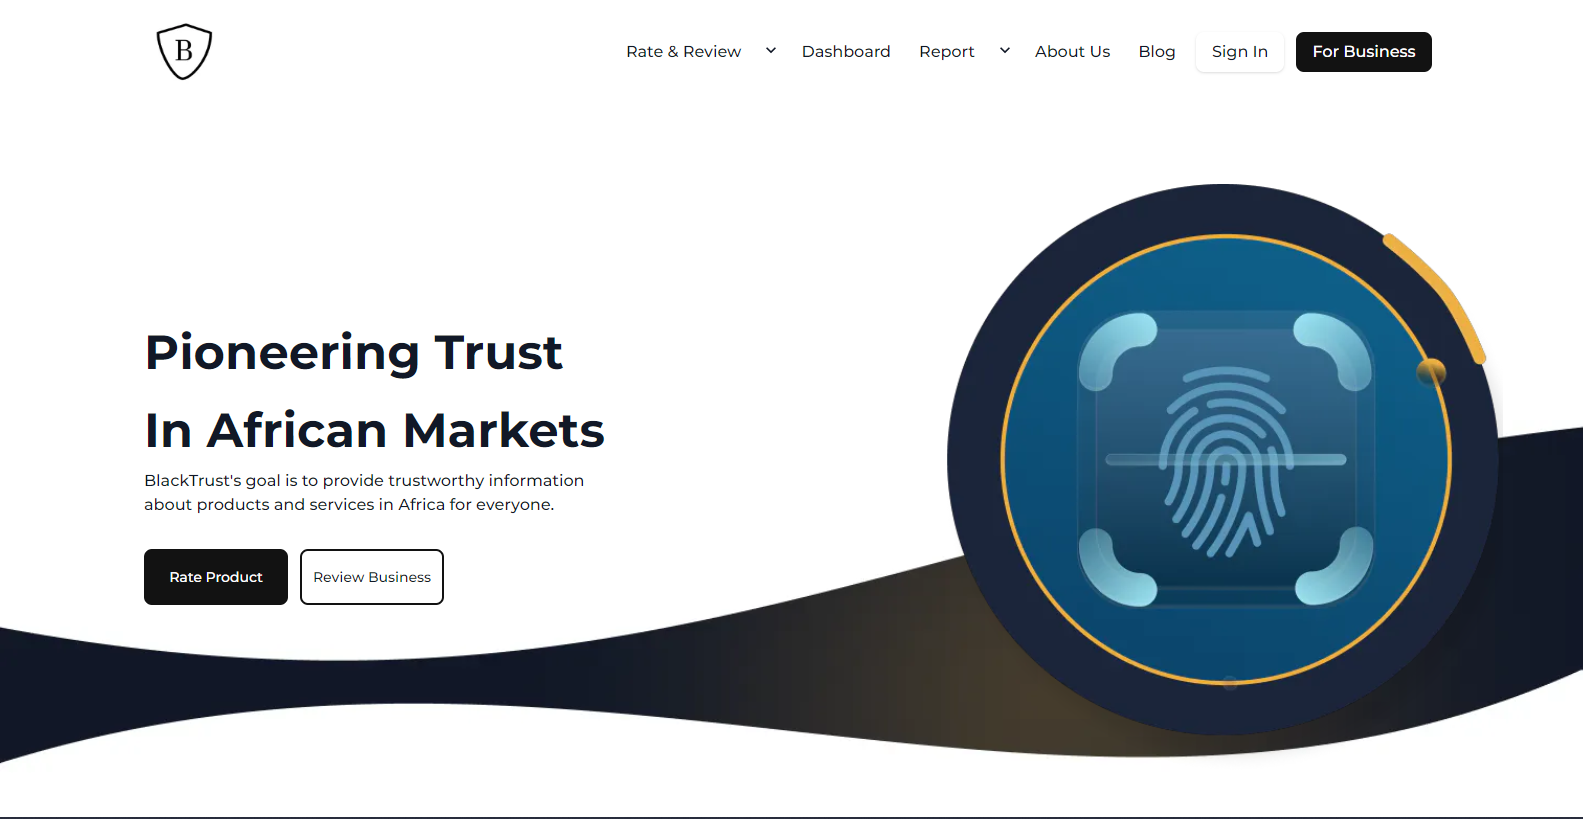 B
Rate & Review
Dashboard
Report
About Us
Blog
Sign In
For Business
Pioneering Trust
In African Markets
BlackTrust's goal is to provide trustworthy information
about products and services in Africa for everyone.
Rate Product
Review Business